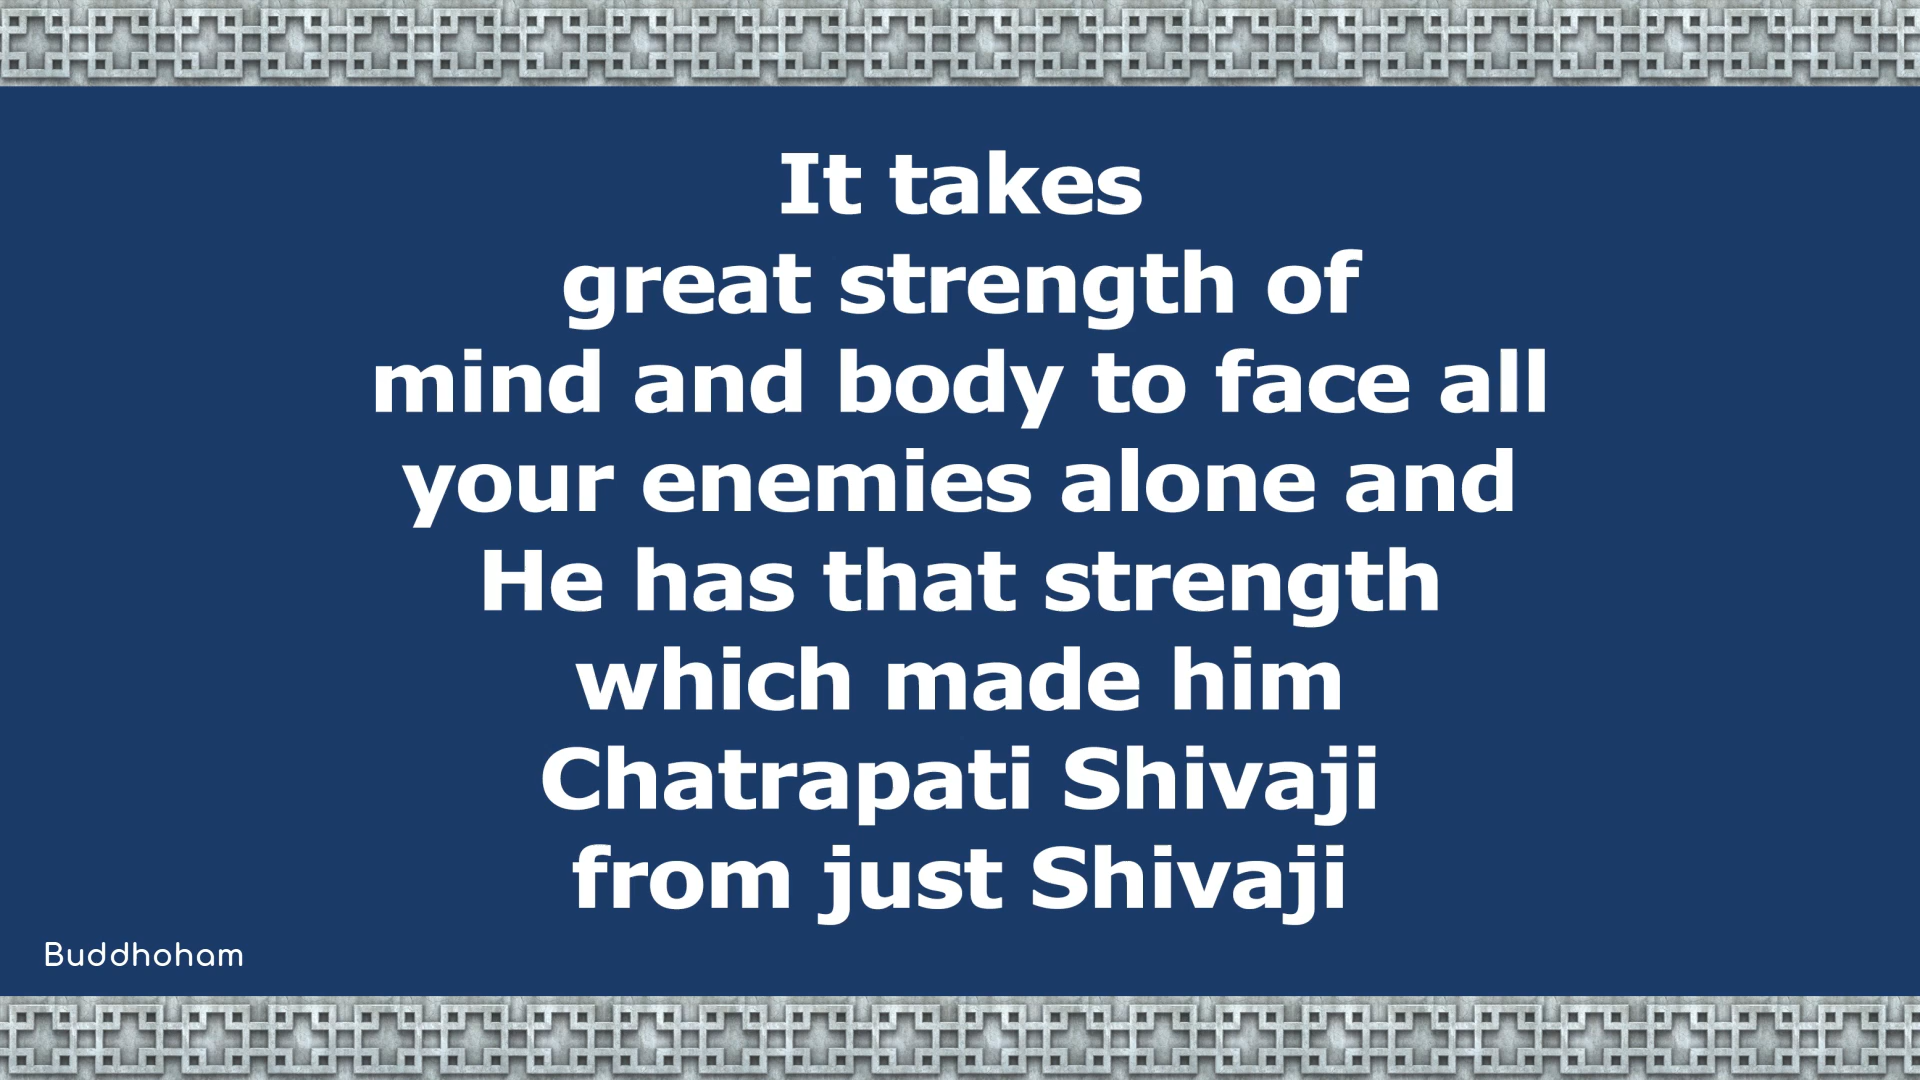 It takes
great strength of
mind and body to face all
your enemies alone and
He has that strength
which made him
Chatrapati Shivaji
from just Shivaji
Buddhoham